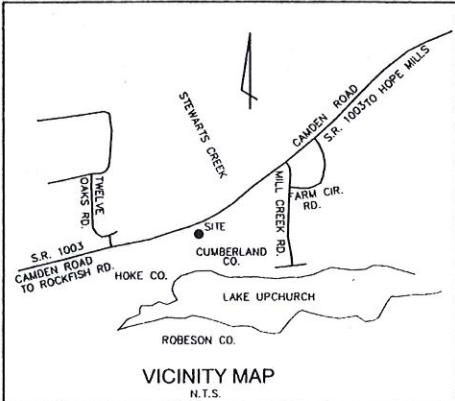 CAMDEN ROAD
S.R. 1003 TO HOPE MILLS
STEWARTS CREEK
TWELVE
OAKS RD.
MILL CREEK RD.
FARM CIR.
RD.
SITE
S.R. 1003
CAMDEN ROAD
TO ROCKFISH RD.
CUMBERLAND
CO.
HOKE CO.
LAKE UPCHURCH
ROBESON CO.
VICINITY MAP
N.T.S.